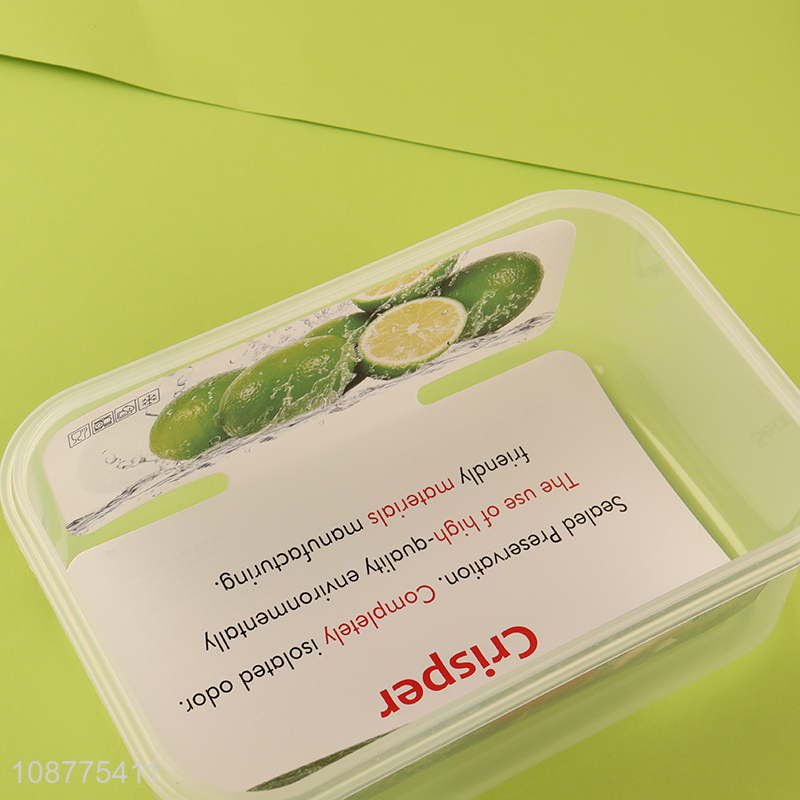 Crisper
Sealed Preservation. Completely isolated odor.
The use of high-quality environmentally
friendly materials manufacturing.
108775411